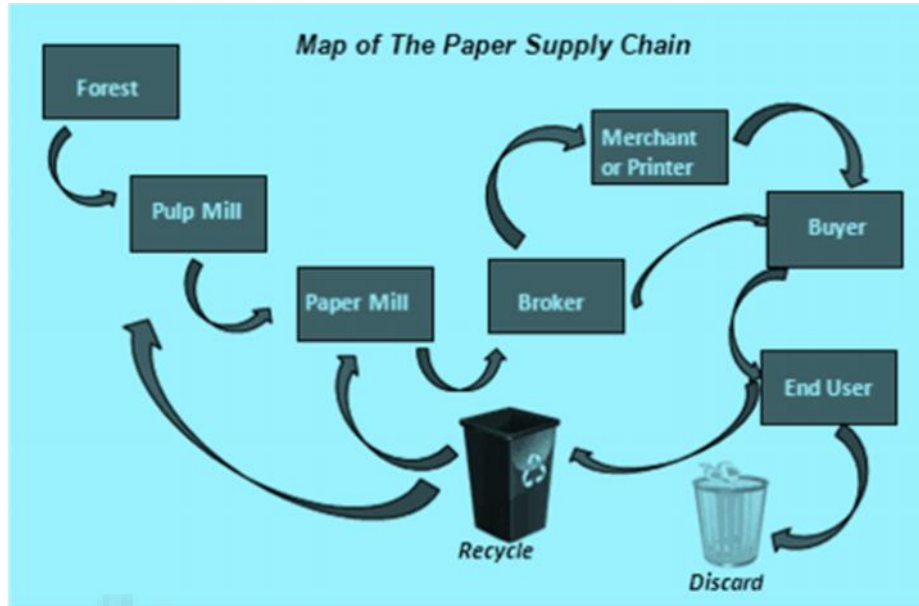 Map of The Paper Supply Chain
Forest
Merchant
or Printer
Pulp Mill
Buyer
Paper Mill
Broker
End User
Recycle
Discard